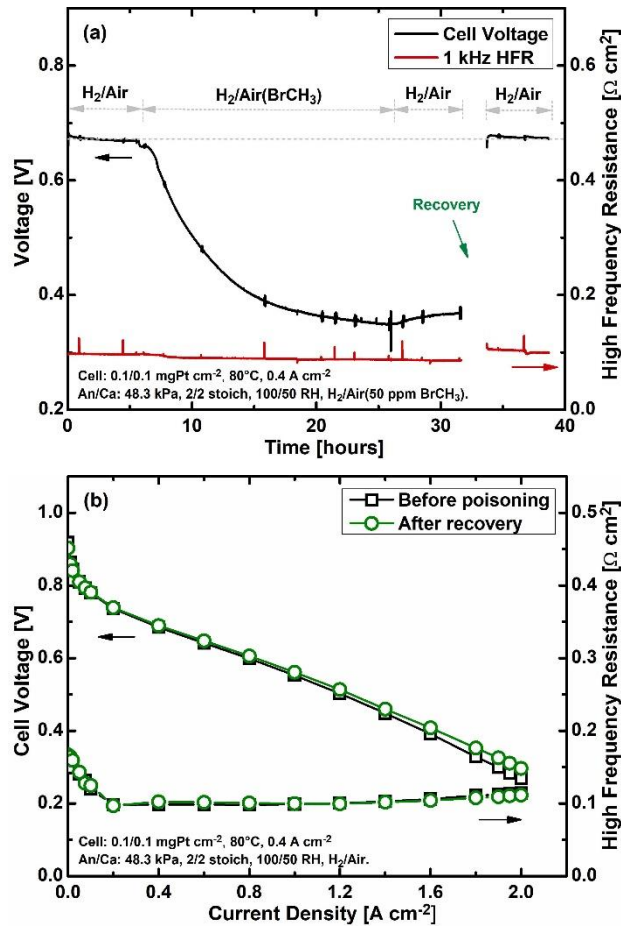 (a)
Cell Voltage
1 kHz HFR
H2/Air
H2/Air(BrCH3)
H2/Air
H2/Air
Recovery
Cell: 0.1/0.1 mgPt cm-2, 80°C, 0.4 A cm-2
An/Ca: 48.3 kPa, 2/2 stoich, 100/50 RH, H2/Air(50 ppm BrCH3).
Voltage [V]
0.8
0.6
0.4
0.2
High Frequency Resistance [Ω cm2]
0.6
0.4
0.2
0.0
0 5 10 15 20 25 30 35 40
Time [hours]
(b)
Before poisoning
After recovery
Cell: 0.1/0.1 mgPt cm-2, 80°C, 0.4 A cm-2
An/Ca: 48.3 kPa, 2/2 stoich, 100/50 RH, H2/Air.
Cell Voltage [V]
1.0
0.8
0.6
0.4
0.2
0.0
High Frequency Resistance [Ω cm2]
0.5
0.4
0.3
0.2
0.1
0.0
0.0 0.4 0.8 1.2 1.6 2.0
Current Density [A cm-2]